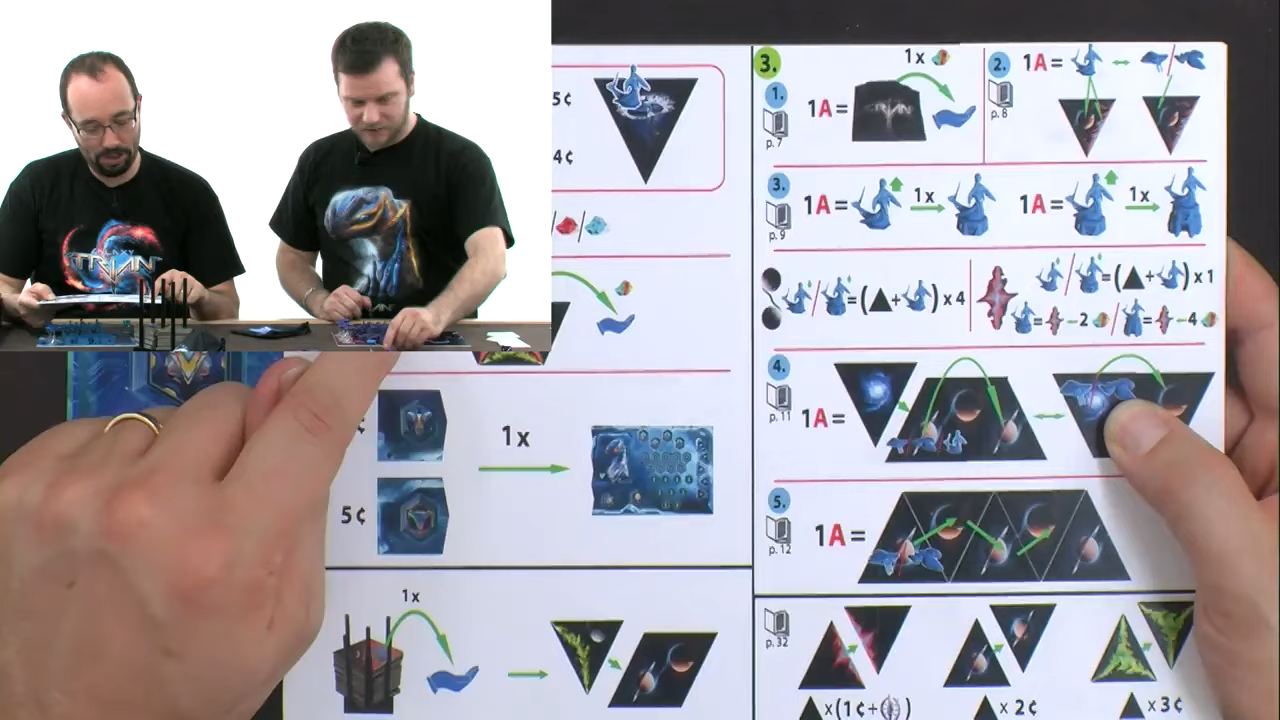 5¢
4¢
5¢
1x
1x
3.
1.
p.7
1A=
1x
2.
p.8
1A=
3.
p.9
1A=
1x
1A=
1x
/ = ( + ) x 4
/ = ( + ) x 1
= - 2 / = - 4
4.
p.11
1A=
5.
p.12
1A=
p.32
x(1¢+ )
x 2¢
x 3¢
TRIAN